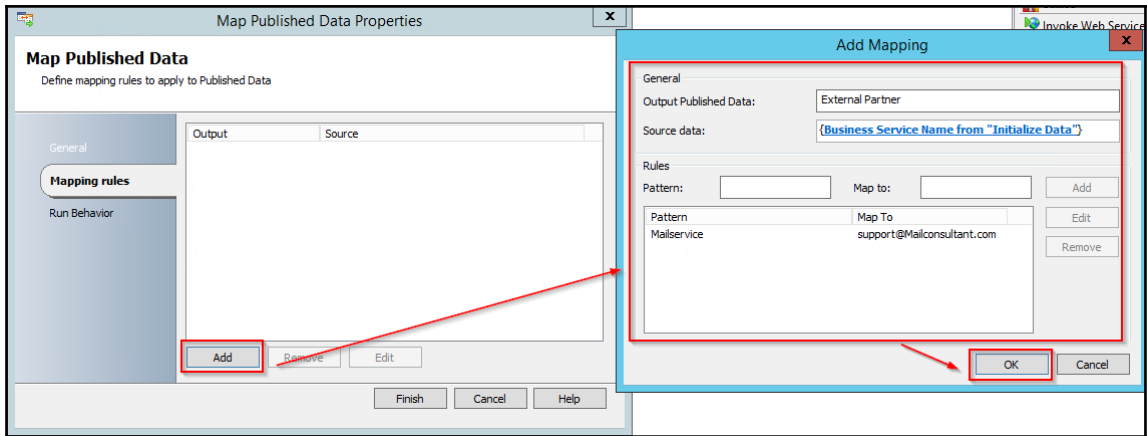 Map Published Data Properties
x
Map Published Data
Define mapping rules to apply to Published Data
General
Mapping rules
Run Behavior
Output Source
Add Remove Edit
Finish Cancel Help
Invoke Web Service
Add Mapping
x
General
Output Published Data: External Partner
Source data: {Business Service Name from "Initialize Data"}
Rules
Pattern: Map to: Add
Pattern Map To Edit
Mailservice support@Mailconsultant.com
Remove
OK Cancel